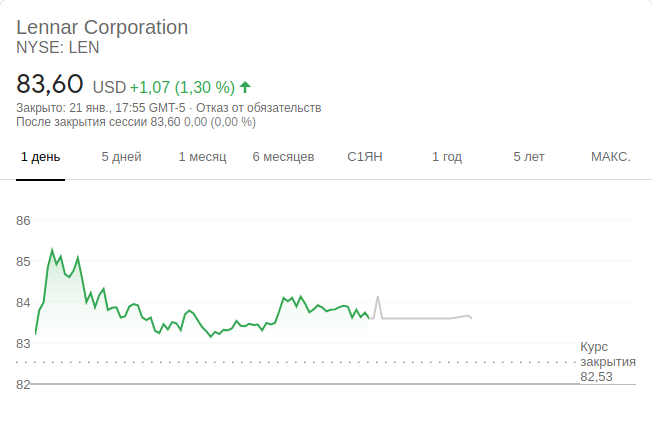 Lennar Corporation
NYSE: LEN
83,60 USD +1,07 (1,30 %)
Закрыто: 21 янв., 17:55 GMT-5 · Отказ от обязательств
После закрытия сессии 83,60 0,00 (0,00 %)
1 день 5 дней 1 месяц 6 месяцев С1ЯН 1 год 5 лет МАКС.
86
85
84
83
82
Курс
закрытия
82,53